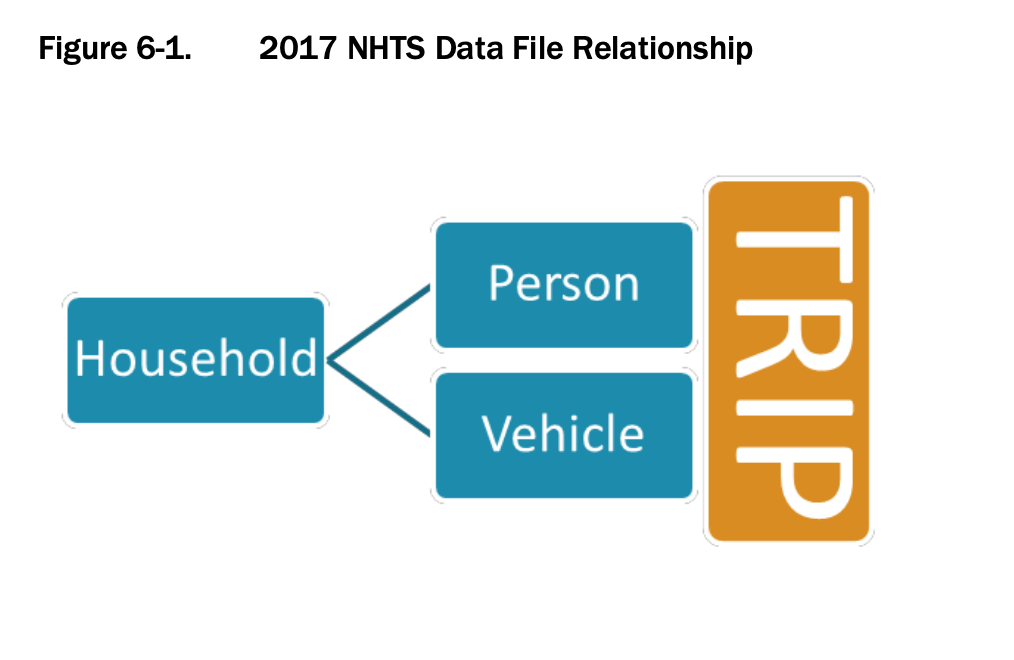 Figure 6-1. 2017 NHTS Data File Relationship
Person
Household
Vehicle
TRIP